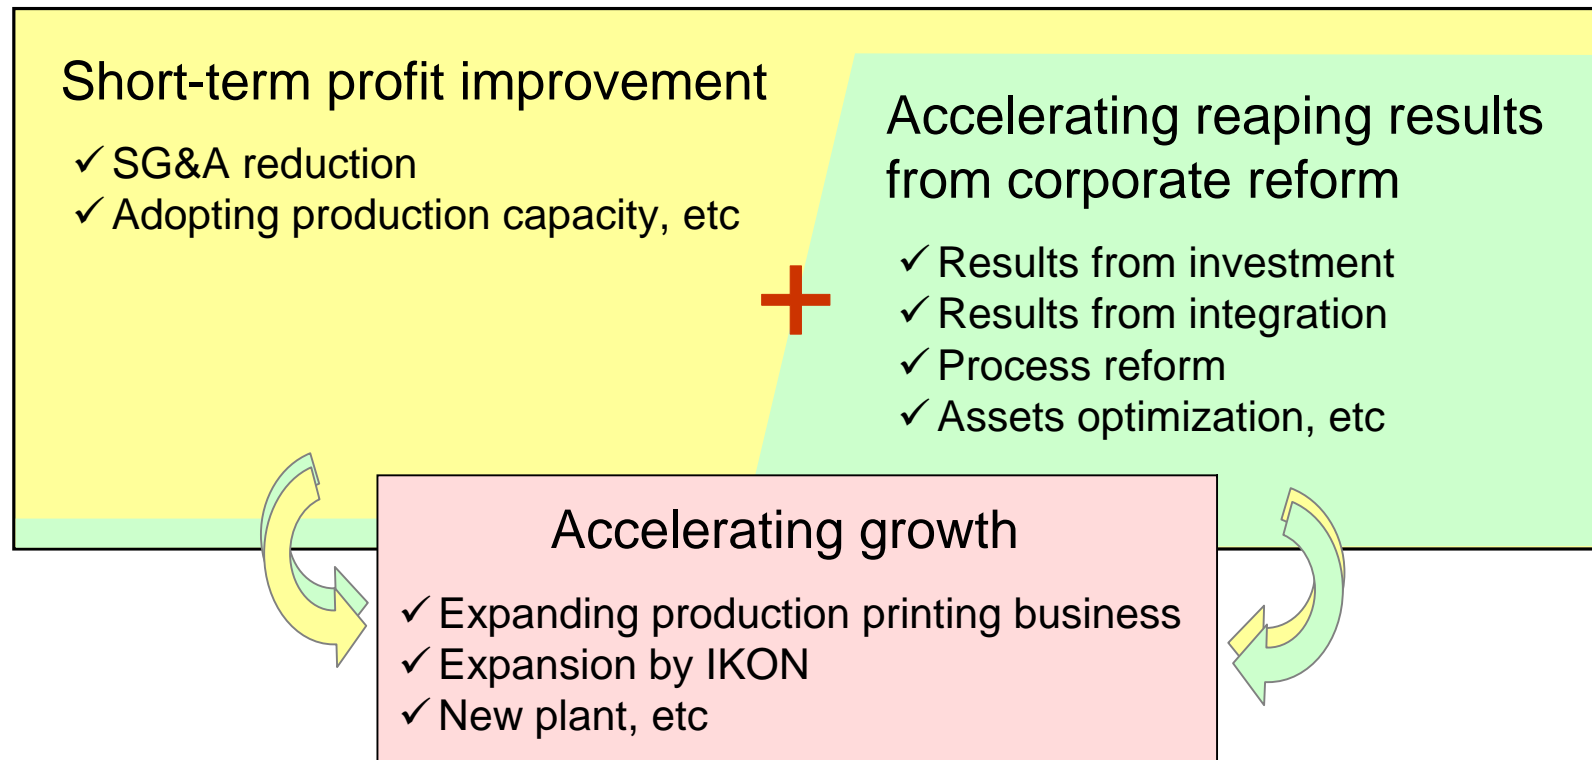 Short-term profit improvement
✓ SG&A reduction
✓ Adopting production capacity, etc
+
Accelerating reaping results
from corporate reform
✓ Results from investment
✓ Results from integration
✓ Process reform
✓ Assets optimization, etc
Accelerating growth
✓ Expanding production printing business
✓ Expansion by IKON
✓ New plant, etc